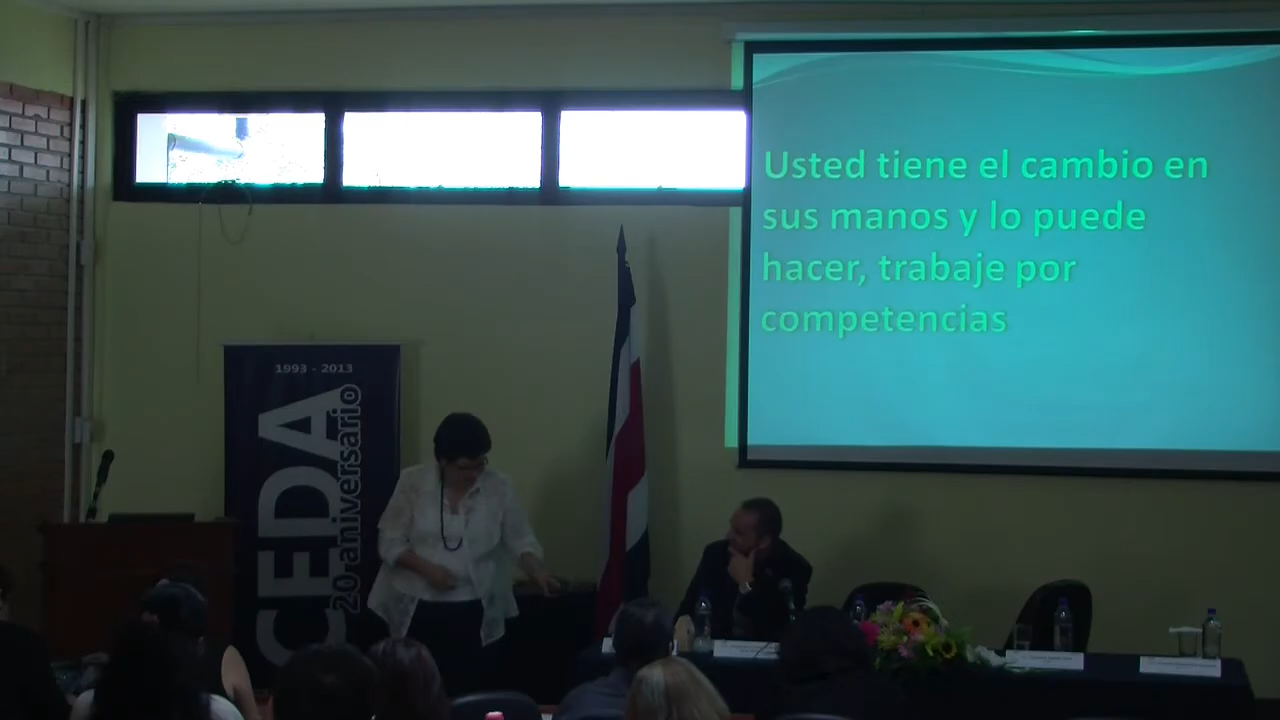 Usted tiene el cambio en
sus manos y lo puede
hacer, trabaje por
competencias
1993 - 2013
CEDA
20 aniversario